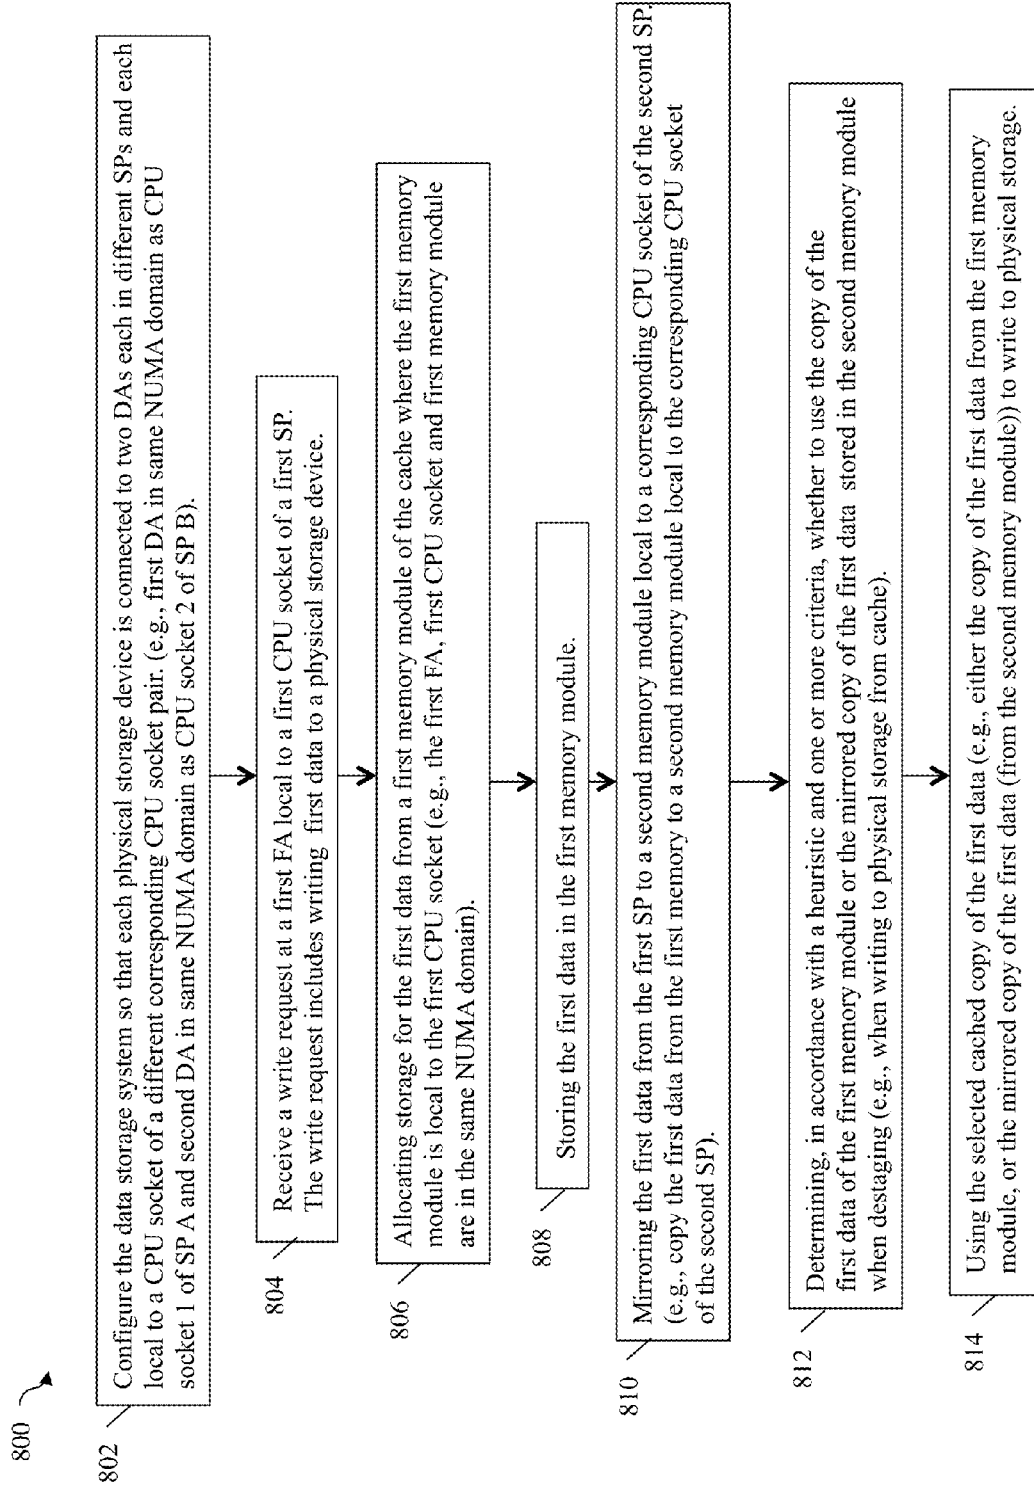 800
802
Configure the data storage system so that each physical storage device is connected to two DAs each in different SPs and each
local to a CPU socket of a different corresponding CPU socket pair. (e.g., first DA in same NUMA domain as CPU
socket 1 of SP A and second DA in same NUMA domain as CPU socket 2 of SP B).
804
Receive a write request at a first FA local to a first CPU socket of a first SP.
The write request includes writing first data to a physical storage device.
806
Allocating storage for the first data from a first memory module of the cache where the first memory
module is local to the first CPU socket (e.g., the first FA, first CPU socket and first memory module
are in the same NUMA domain).
808
Storing the first data in the first memory module.
810
Mirroring the first data from the first SP to a second memory module local to a corresponding CPU socket of the second SP.
(e.g., copy the first data from the first memory to a second memory module local to the corresponding CPU socket
of the second SP).
812
Determining, in accordance with a heuristic and one or more criteria, whether to use the copy of the
first data of the first memory module or the mirrored copy of the first data stored in the second memory module
when destaging (e.g., when writing to physical storage from cache).
814
Using the selected cached copy of the first data (e.g., either the copy of the first data from the first memory
module, or the mirrored copy of the first data (from the second memory module)) to write to physical storage.